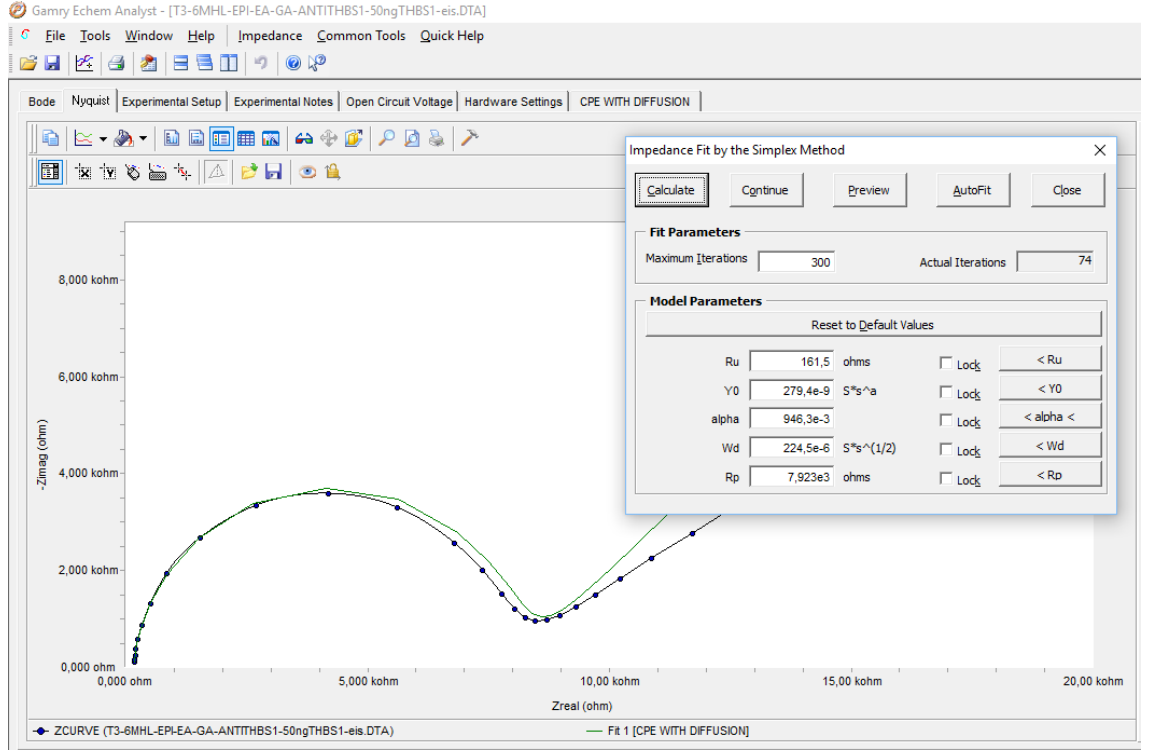 Gamry Echem Analyst - [T3-6MHL-EPI-EA-GA-ANTITHBS1-50ngTHBS1-eis.DTA]
File Tools Window Help Impedance Common Tools Quick Help
Bode Nyquist Experimental Setup Experimental Notes Open Circuit Voltage Hardware Settings CPE WITH DIFFUSION
Impedance Fit by the Simplex Method
Calculate Continue Preview AutoFit Close
Fit Parameters
Maximum Iterations 300 Actual Iterations 74
Model Parameters
Reset to Default Values
Ru 161,5 ohms Lock < Ru
Y0 279,4e-9 S*s^a Lock < Y0
alpha 946,3e-3 Lock < alpha <
Wd 224,5e-6 S*s^(1/2) Lock < Wd
Rp 7,923e3 ohms Lock < Rp
-Zimag (ohm)
8,000 kohm
6,000 kohm
4,000 kohm
2,000 kohm
0,000 ohm
0,000 ohm 5,000 kohm 10,00 kohm 15,00 kohm 20,00 kohm
Zreal (ohm)
ZCURVE (T3-6MHL-EPI-EA-GA-ANTITHBS1-50ngTHBS1-eis.DTA) Fit 1 [CPE WITH DIFFUSION]